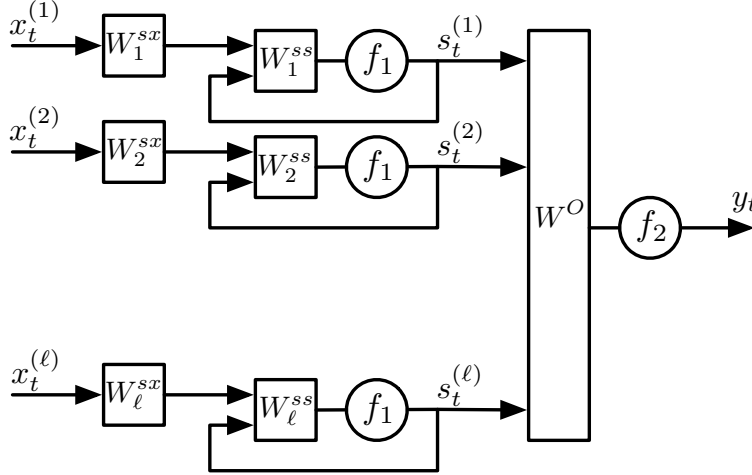 x_t^{(1)} W_1^{sx} W_1^{ss} f_1 s_t^{(1)}
x_t^{(2)} W_2^{sx} W_2^{ss} f_1 s_t^{(2)}
W^O f_2 y_t
x_t^{(ℓ)} W_ℓ^{sx} W_ℓ^{ss} f_1 s_t^{(ℓ)}